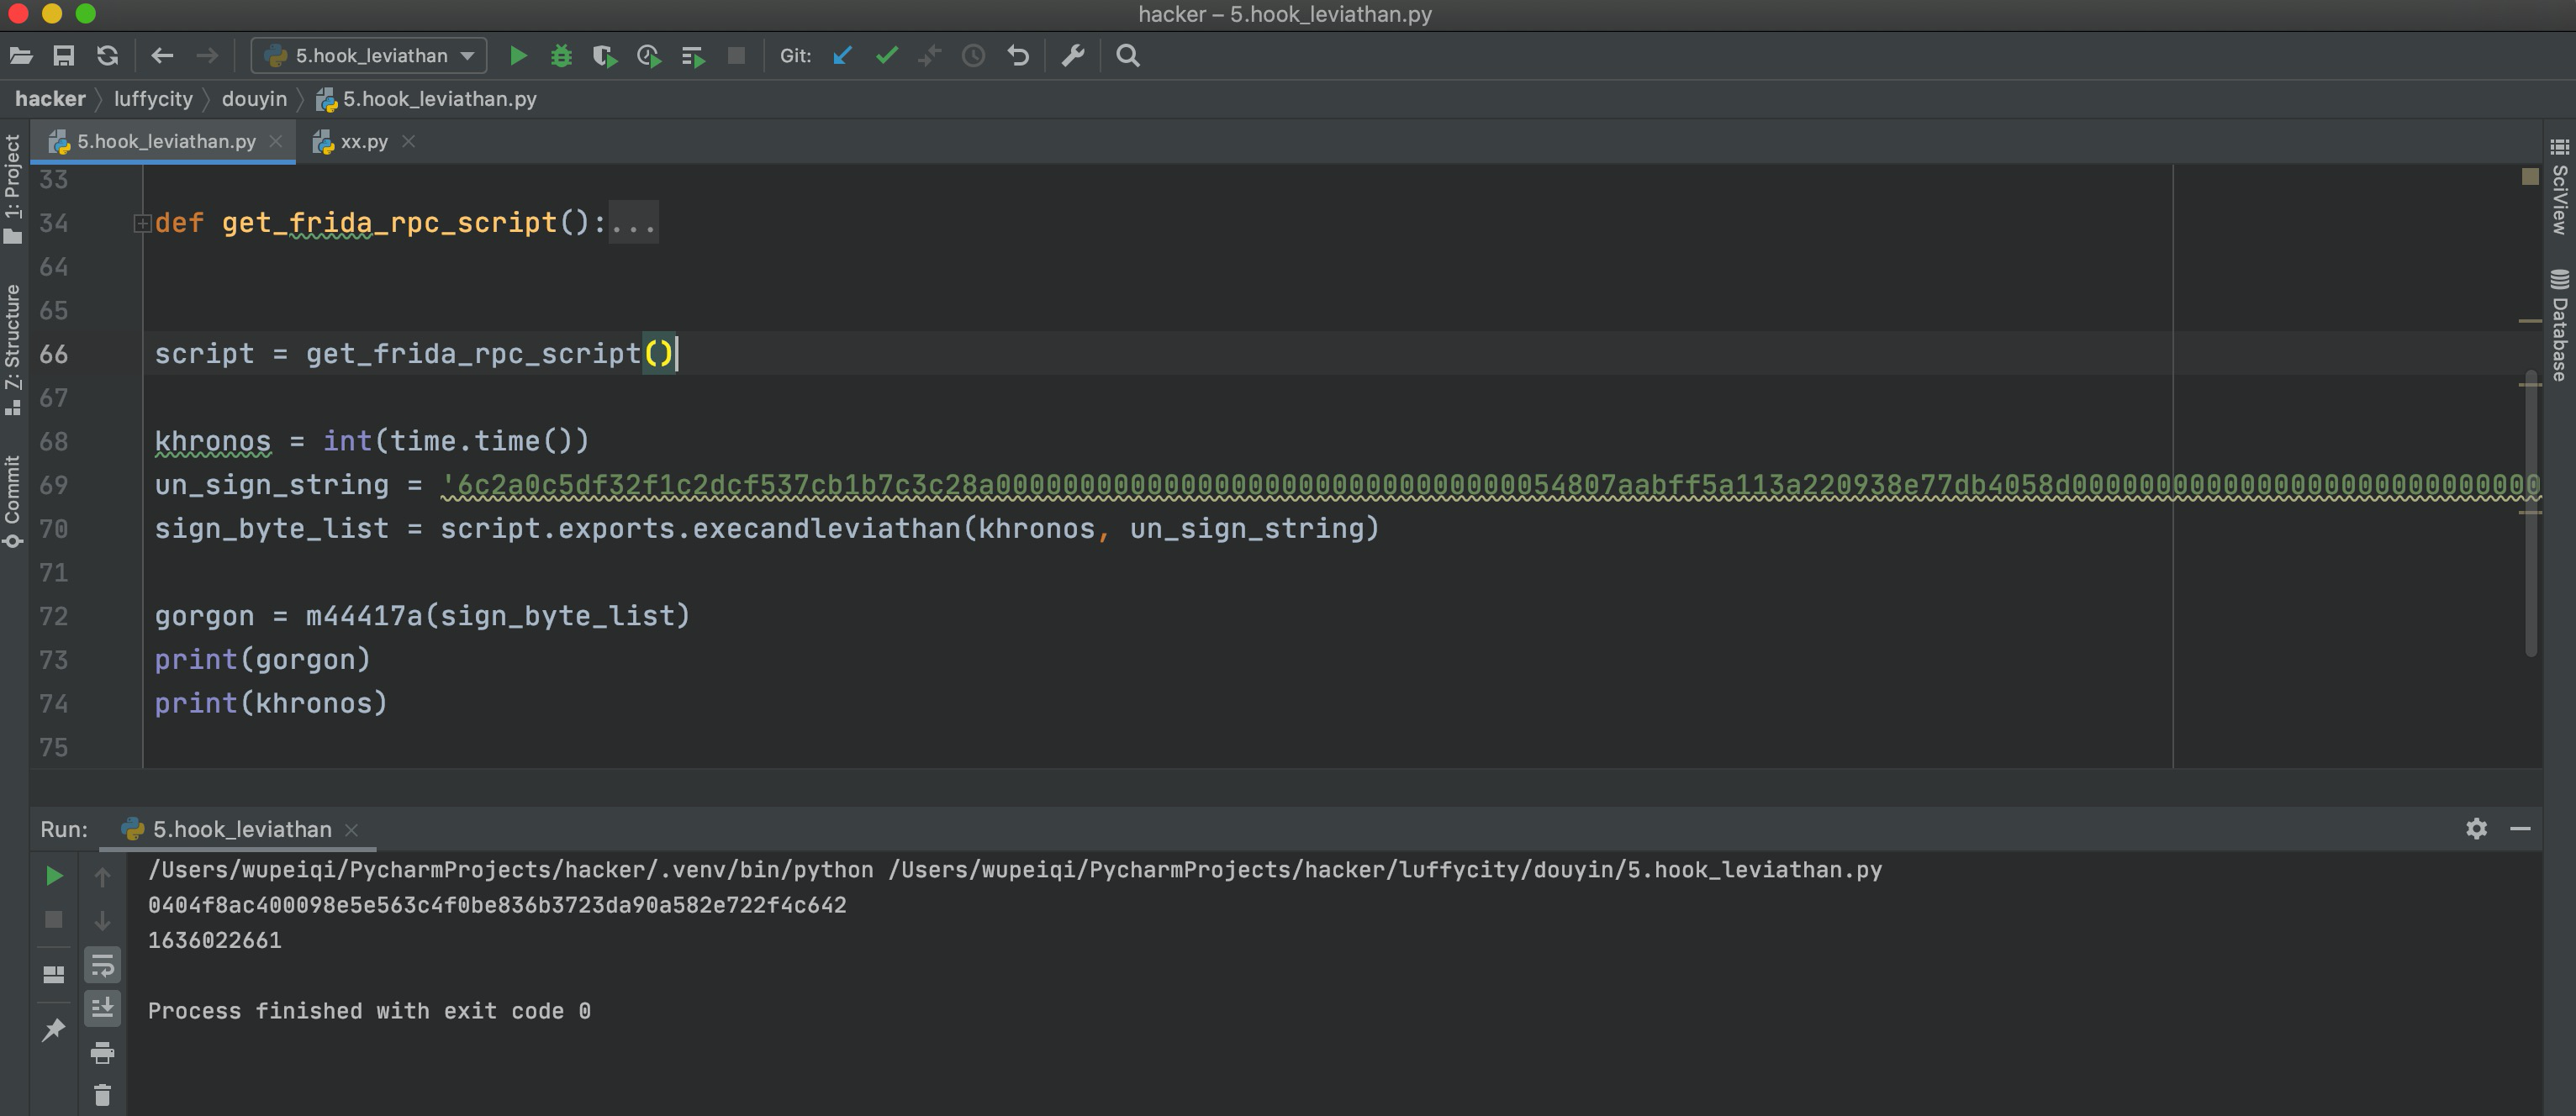 hacker – 5.hook_leviathan.py
5.hook_leviathan
Git:
hacker luffycity douyin 5.hook_leviathan.py
5.hook_leviathan.py xx.py
1: Project
Z: Structure
Commit
SciView
Database
33
34 def get_frida_rpc_script():...
64
65
66 script = get_frida_rpc_script()
67
68 khronos = int(time.time())
69 un_sign_string = '6c2a0c5df32f1c2dcf537cb1b7c3c28a0000000000000000000000000000000054807aabff5a113a220938e77db4058d0000000000000000000000000000
70 sign_byte_list = script.exports.execandleviathan(khronos, un_sign_string)
71
72 gorgon = m44417a(sign_byte_list)
73 print(gorgon)
74 print(khronos)
75
Run: 5.hook_leviathan
/Users/wupeiqi/PycharmProjects/hacker/.venv/bin/python /Users/wupeiqi/PycharmProjects/hacker/luffycity/douyin/5.hook_leviathan.py
0404f8ac400098e5e563c4f0be836b3723da90a582e722f4c642
1636022661
Process finished with exit code 0